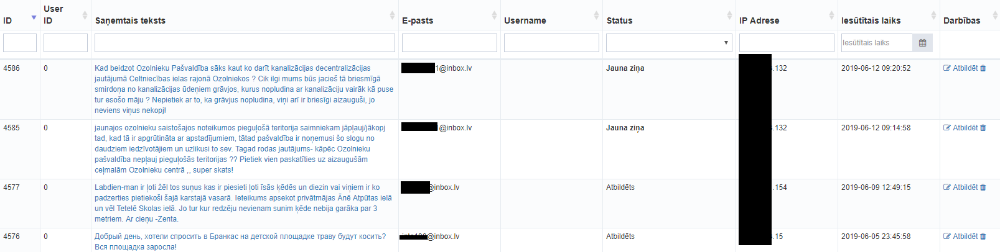 ID
User ID
Saņemtais teksts
E-pasts
Username
Status
IP Adrese
Iesūtītais laiks
Darbības
Iesūtītais laiks
4586
0
Kad beidzot Ozolnieku Pašvaldība sāks kaut ko darīt kanalizācijas decentralizācijas
jautājumā Celtniecības ielas rajonā Ozolniekos ? Cik ilgi mums būs jacieš tā briesmīgā
smirdoņa no kanalizācijas ūdeņiem grāvjos, kurus nopludina ar kanalizāciju vairāk kā puse
tur esošo māju ? Nepietiek ar to, ka grāvjus nopludina, viņi arī ir briesīgi aizauguši, jo
neviens viņus nekopj!
1@inbox.lv
Jauna ziņa
.132
2019-06-12 09:20:52
Atbildēt
4585
0
jaunajos ozolnieku saistošajos noteikumos pieguļošā teritorija saimniekam jāpļauj/jākopj
tad, kad tā ir apgrūtināta ar apstadījumiem, tātad pašvaldība ir noņemusi šo slogu no
daudziem iedzīvotājiem un uzlikusi to sev. Tagad rodas jautājums- kāpēc Ozolnieku
pašvaldība nepļauj pieguļošās teritorijas ?? Pietiek vien paskatīties uz aizaugušām
ceļmalām Ozolnieku centrā ,, super skats!
@inbox.lv
Jauna ziņa
.132
2019-06-12 09:14:58
Atbildēt
4577
0
Labdien-man ir ļoti žēl tos suņus kas ir piesieti ļoti īsās ķēdēs un diezin vai viņiem ir ko
padzerties pietiekoši šajā karstajā vasarā. Ieteikums apsekot privātmājas Ānē Atpūtas ielā
un vēl Tetelē Skolas ielā. Jo tur kur redzēju nevienam sunim ķēde nebija garāka par 3
metriem. Ar cieņu -Zenta.
@inbox.lv
Atbildēts
.154
2019-06-09 12:49:15
Atbildēt
4576
0
Добрый день, хотели спросить в Бранкас на детской площадке траву будут косить?
Вся площадка заросла!
@inbox.lv
Atbildēts
.15
2019-06-05 23:45:58
Atbildēt